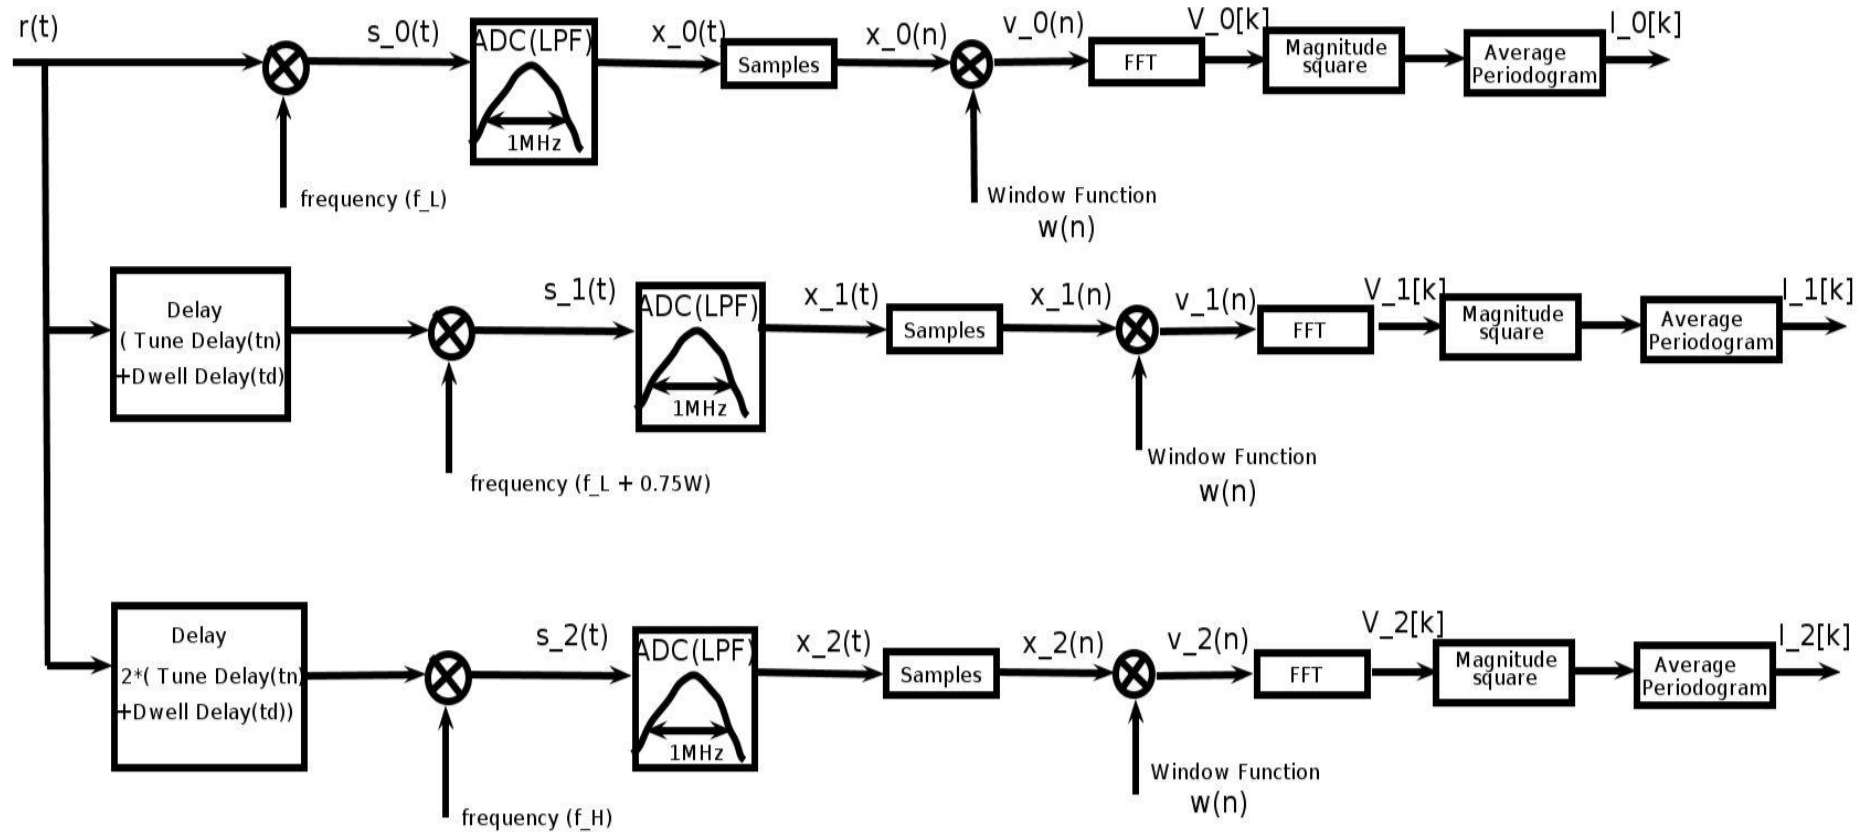 r(t)
s_0(t)
ADC(LPF)
1MHz
x_0(t)
Samples
x_0(n)
v_0(n)
FFT
V_0[k]
Magnitude
square
Average
Periodogram
I_0[k]
frequency (f_L)
Window Function
w(n)
Delay
( Tune Delay(tn)
+Dwell Delay(td)
s_1(t)
ADC(LPF)
1MHz
x_1(t)
Samples
x_1(n)
v_1(n)
FFT
V_1[k]
Magnitude
square
Average
Periodogram
I_1[k]
frequency (f_L + 0.75W)
Window Function
w(n)
Delay
2*( Tune Delay(tn)
+Dwell Delay(td))
s_2(t)
ADC(LPF)
1MHz
x_2(t)
Samples
x_2(n)
v_2(n)
FFT
V_2[k]
Magnitude
square
Average
Periodogram
I_2[k]
frequency (f_H)
Window Function
w(n)